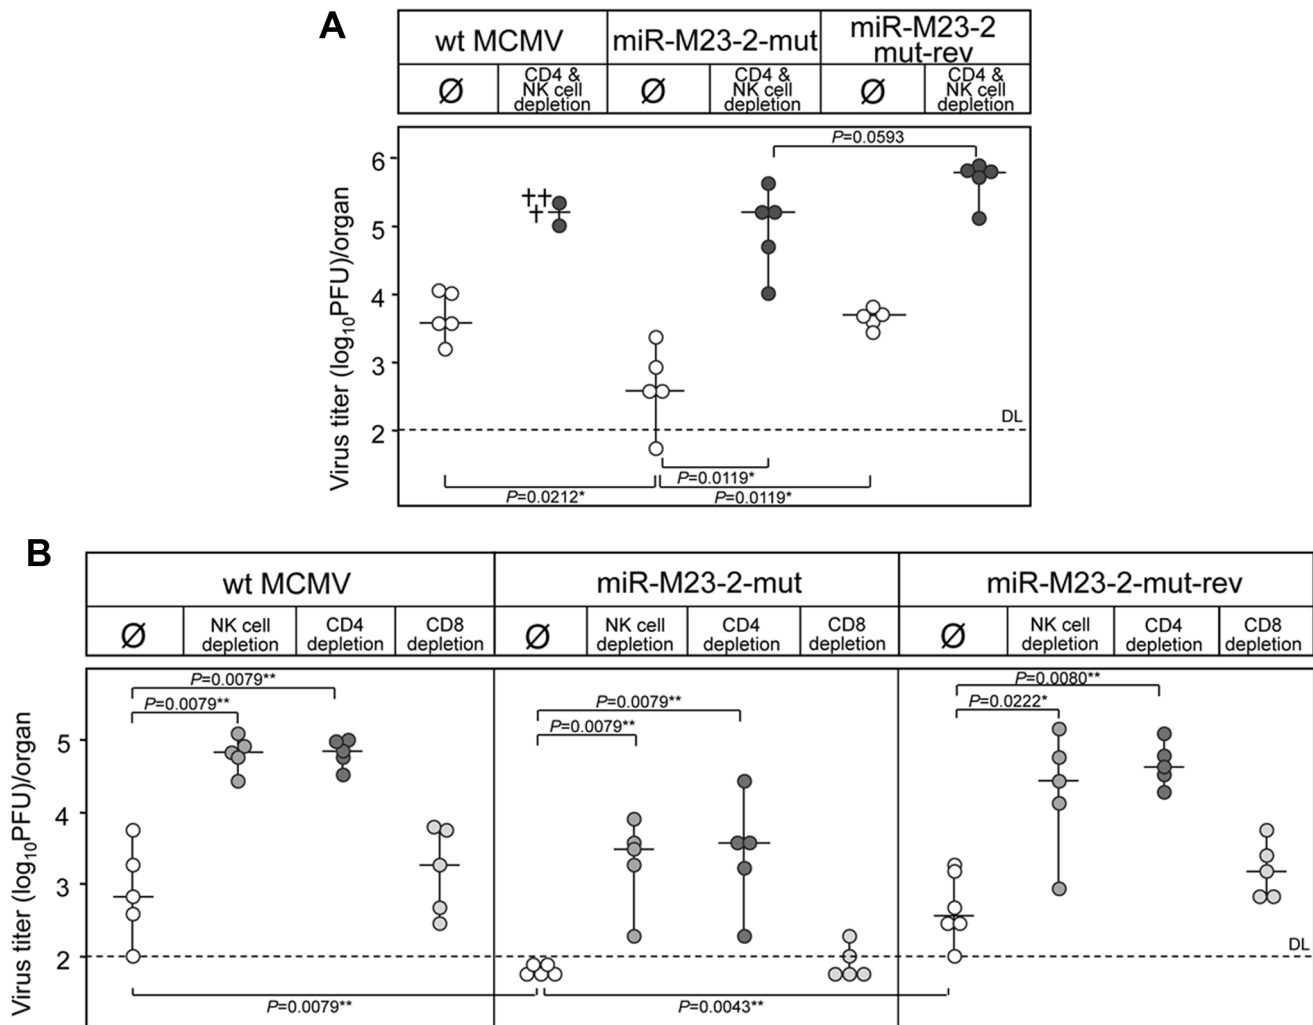 A
wt MCMV
miR-M23-2-mut
miR-M23-2
mut-rev
Ø
CD4 &
NK cell
depletion
Ø
CD4 &
NK cell
depletion
Ø
CD4 &
NK cell
depletion
Virus titer (log10PFU)/organ
6
5
4
3
2
††
†
P=0.0593
DL
P=0.0119*
P=0.0212*
P=0.0119*
B
wt MCMV
miR-M23-2-mut
miR-M23-2-mut-rev
Ø
NK cell
depletion
CD4
depletion
CD8
depletion
Ø
NK cell
depletion
CD4
depletion
CD8
depletion
Ø
NK cell
depletion
CD4
depletion
CD8
depletion
Virus titer (log10PFU)/organ
5
4
3
2
P=0.0079**
P=0.0079**
P=0.0079**
P=0.0079**
P=0.0080**
P=0.0222*
DL
P=0.0079**
P=0.0043**